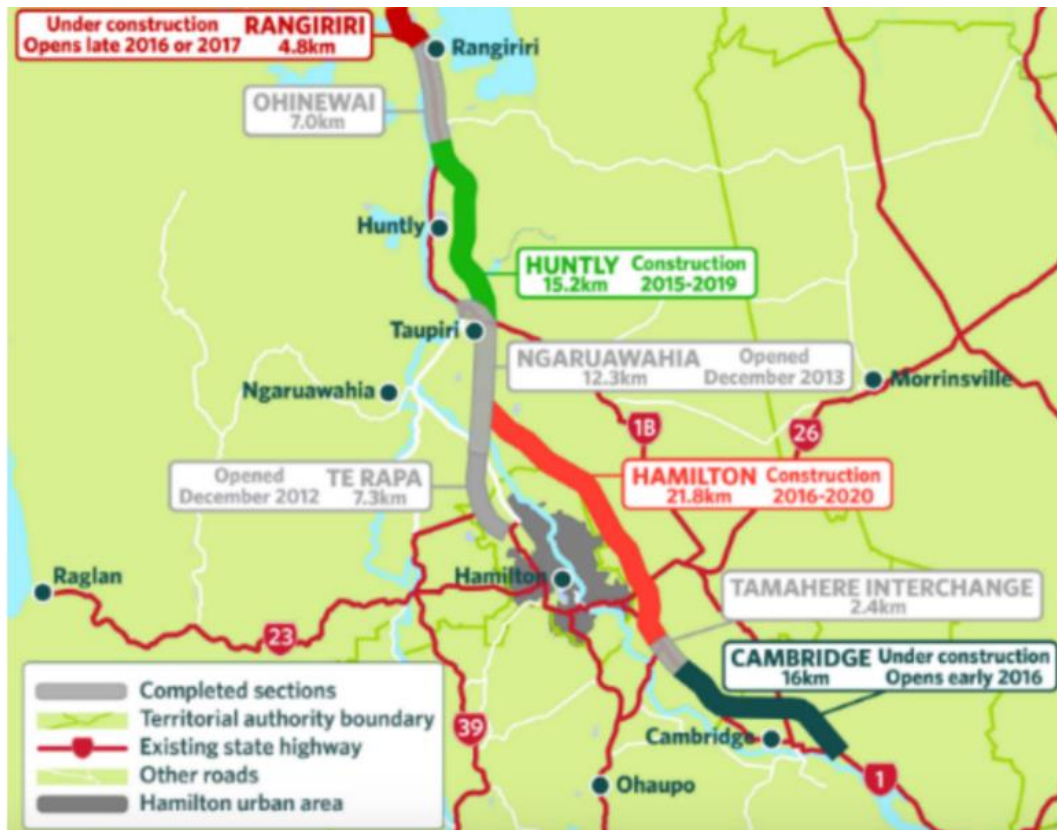 Under construction RANGIRIRI
Opens late 2016 or 2017 4.8km
Rangiriri
OHINEWAI
7.0km
Huntly
HUNTLY Construction
15.2km 2015-2019
Taupiri
NGARUAWAHIA Opened
12.3km December 2013
Ngaruawahia
Morrinsville
1B
26
Opened TE RAPA
December 2012 7.3km
HAMILTON Construction
21.8km 2016-2020
Raglan
Hamilton
TAMAHERE INTERCHANGE
2.4km
23
CAMBRIDGE Under construction
16km Opens early 2016
Completed sections
Territorial authority boundary
Existing state highway
Other roads
Hamilton urban area
39
Cambridge
Ohaupo
1